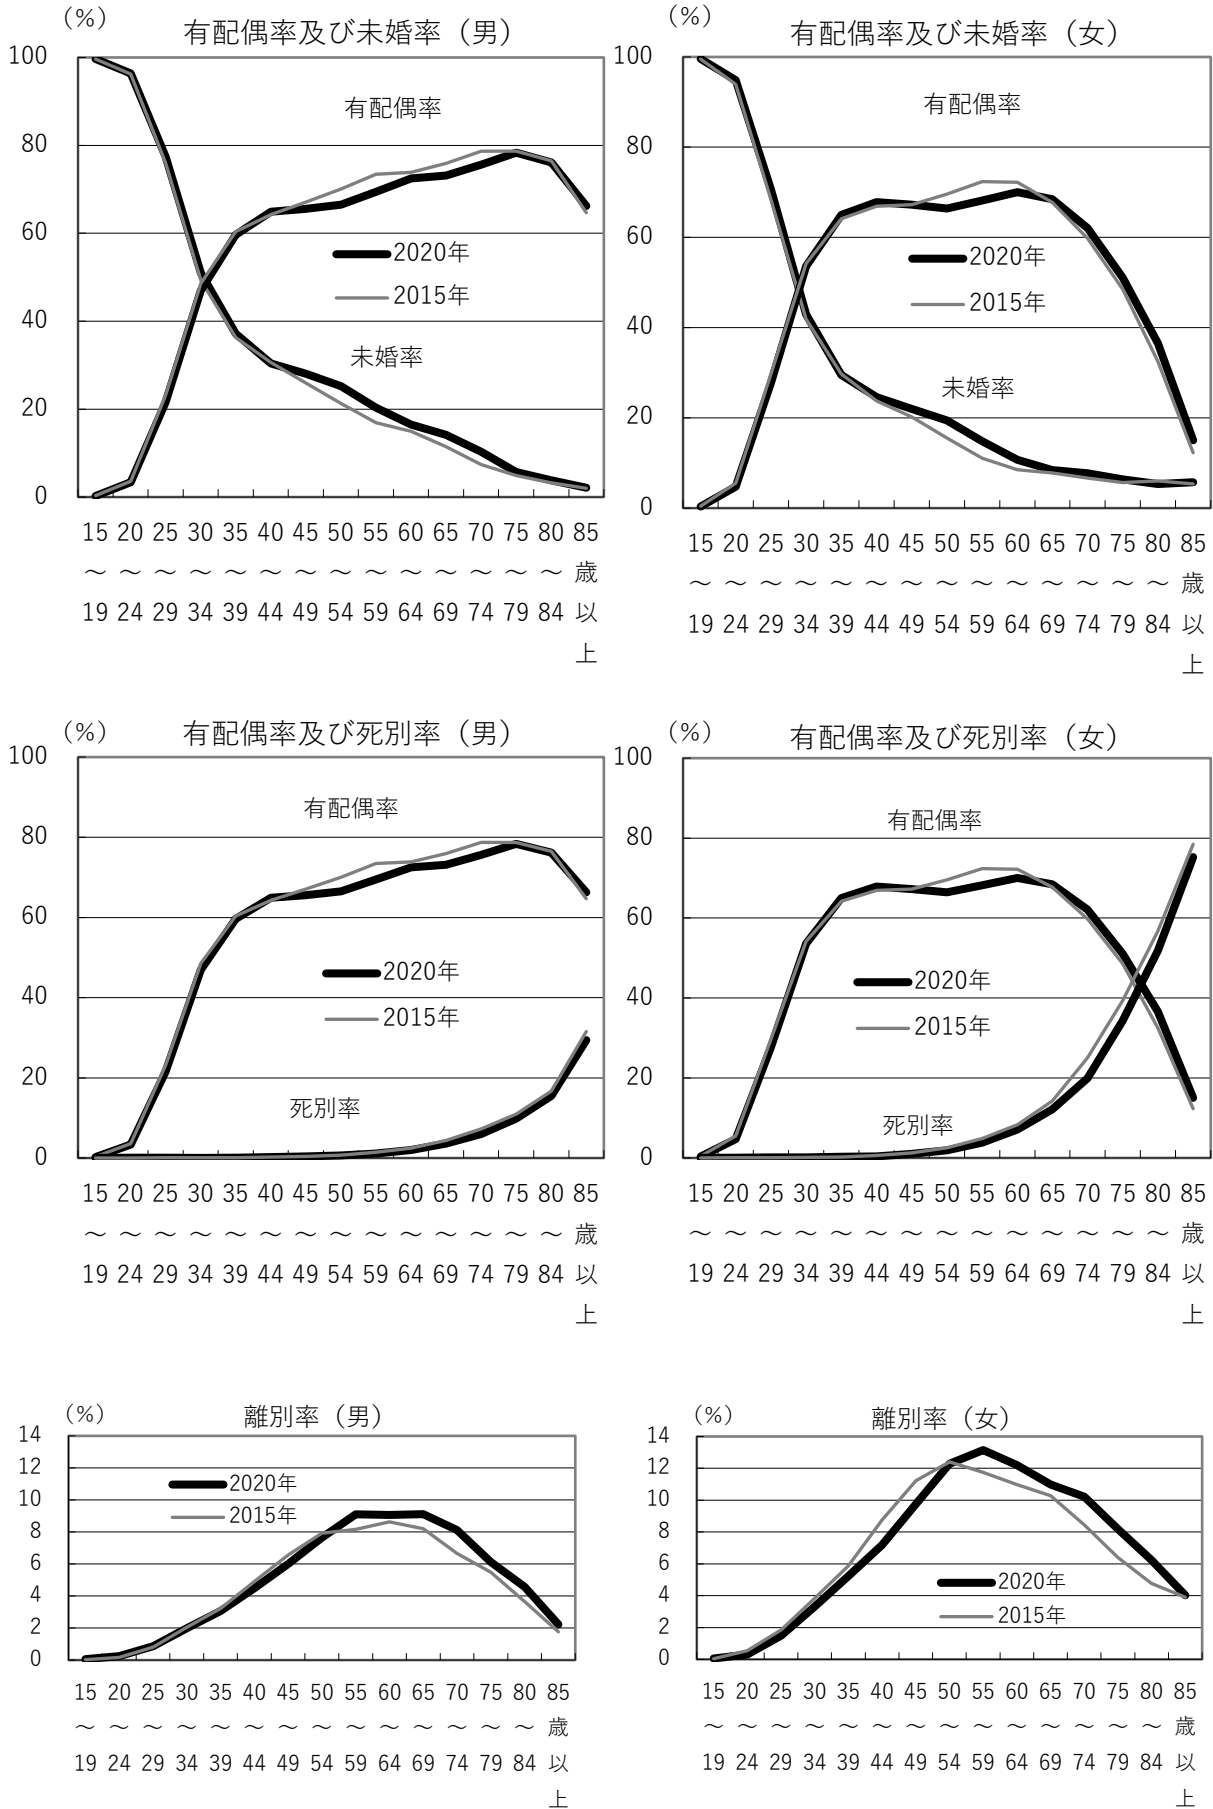 （%）
有配偶率及び未婚率（男）
100
80
60
40
20
0
有配偶率
2020年
2015年
未婚率
15 20 25 30 35 40 45 50 55 60 65 70 75 80 85
～ ～ ～ ～ ～ ～ ～ ～ ～ ～ ～ ～ ～ ～ 歳
19 24 29 34 39 44 49 54 59 64 69 74 79 84 以
上
（%）
有配偶率及び未婚率（女）
100
80
60
40
20
0
有配偶率
2020年
2015年
未婚率
15 20 25 30 35 40 45 50 55 60 65 70 75 80 85
～ ～ ～ ～ ～ ～ ～ ～ ～ ～ ～ ～ ～ ～ 歳
19 24 29 34 39 44 49 54 59 64 69 74 79 84 以
上
（%）
有配偶率及び死別率（男）
100
80
60
40
20
0
有配偶率
2020年
2015年
死別率
15 20 25 30 35 40 45 50 55 60 65 70 75 80 85
～ ～ ～ ～ ～ ～ ～ ～ ～ ～ ～ ～ ～ ～ 歳
19 24 29 34 39 44 49 54 59 64 69 74 79 84 以
上
（%）
有配偶率及び死別率（女）
100
80
60
40
20
0
有配偶率
2020年
2015年
死別率
15 20 25 30 35 40 45 50 55 60 65 70 75 80 85
～ ～ ～ ～ ～ ～ ～ ～ ～ ～ ～ ～ ～ ～ 歳
19 24 29 34 39 44 49 54 59 64 69 74 79 84 以
上
（%）
離別率（男）
14
12
10
8
6
4
2
0
2020年
2015年
15 20 25 30 35 40 45 50 55 60 65 70 75 80 85
～ ～ ～ ～ ～ ～ ～ ～ ～ ～ ～ ～ ～ ～ 歳
19 24 29 34 39 44 49 54 59 64 69 74 79 84 以
上
（%）
離別率（女）
14
12
10
8
6
4
2
0
2020年
2015年
15 20 25 30 35 40 45 50 55 60 65 70 75 80 85
～ ～ ～ ～ ～ ～ ～ ～ ～ ～ ～ ～ ～ ～ 歳
19 24 29 34 39 44 49 54 59 64 69 74 79 84 以
上